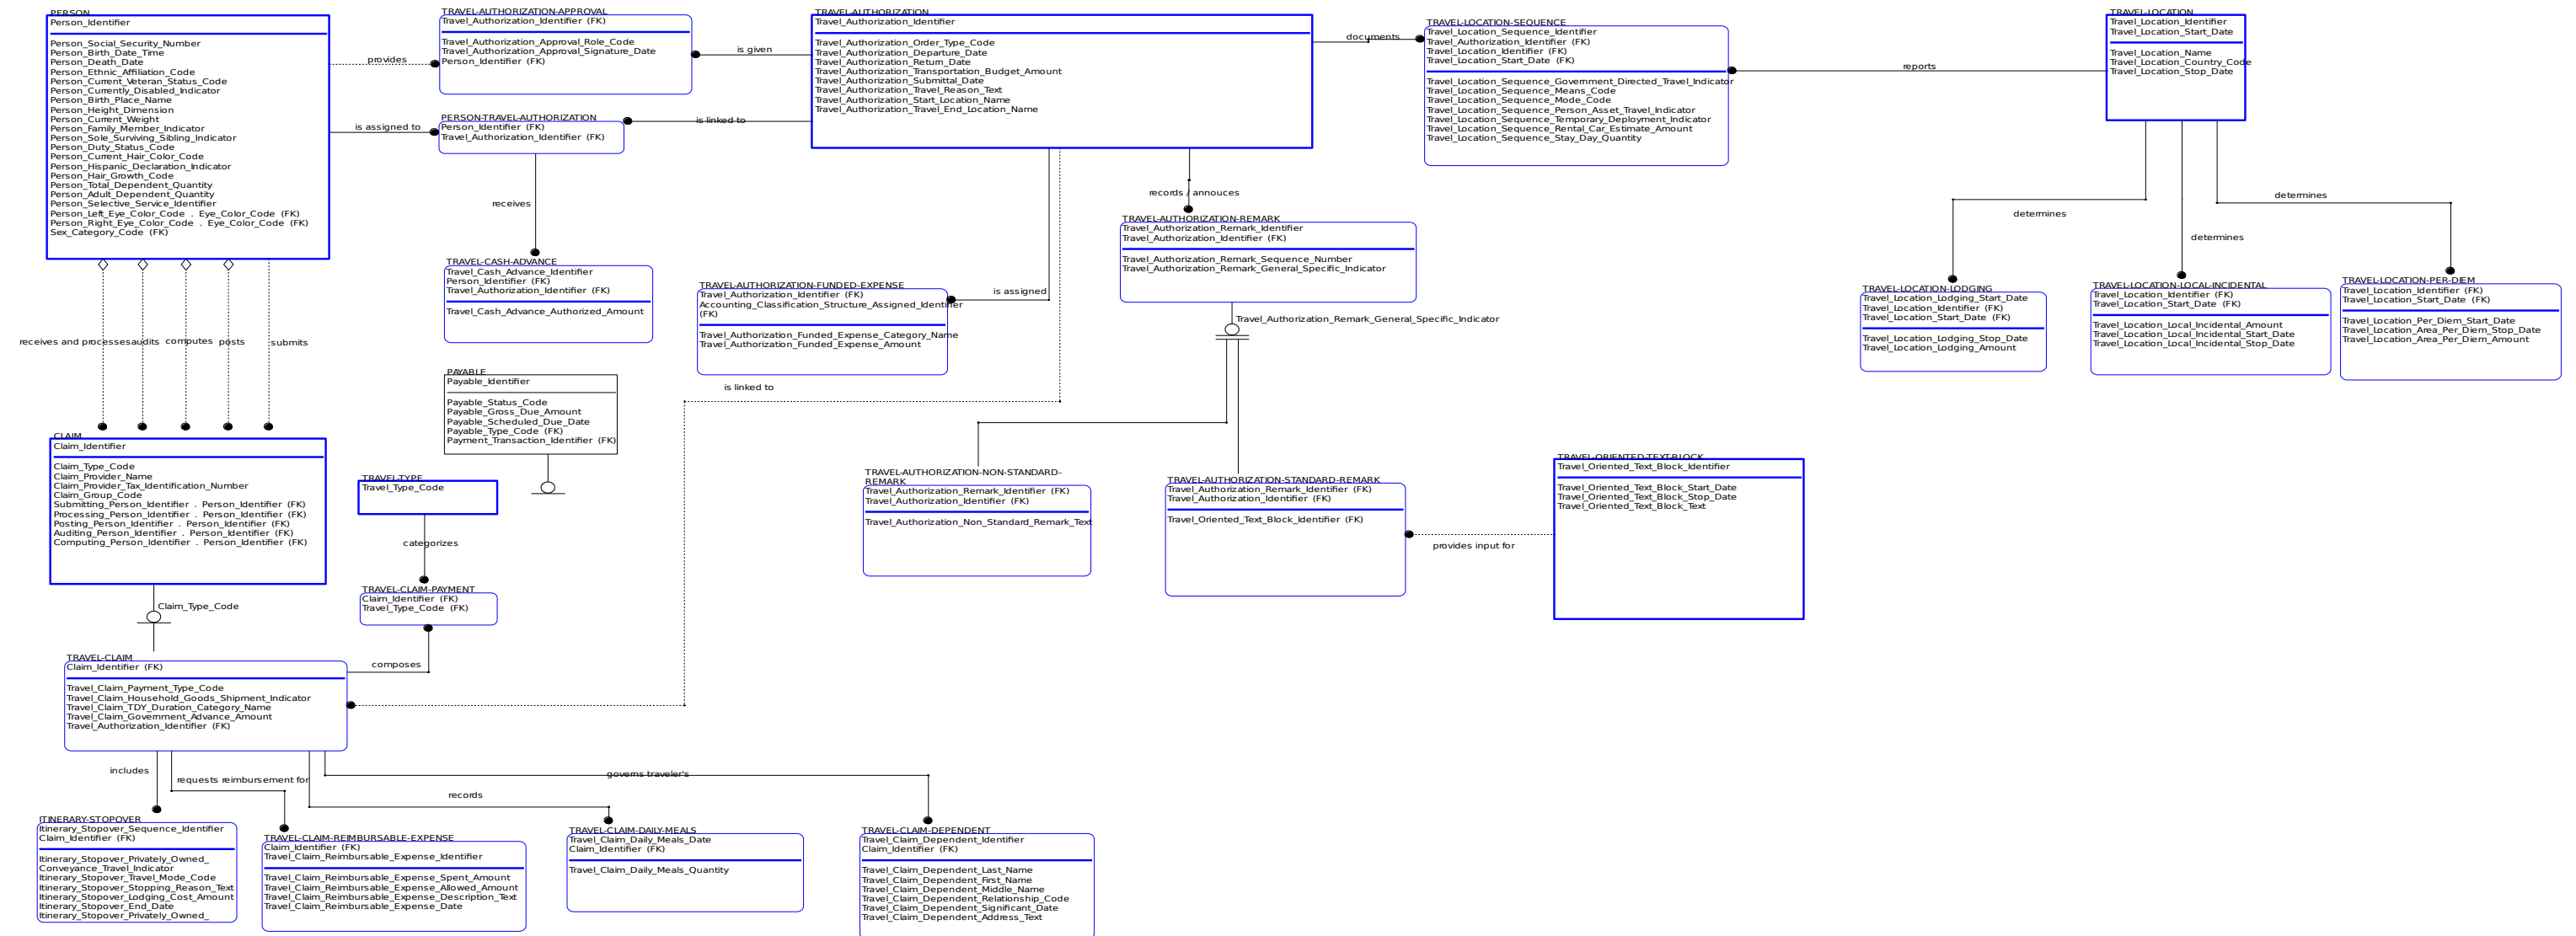 PERSON
Person_Identifier
Person_Social_Security_Number
Person_Birth_Date_Time
Person_Death_Date
Person_Ethnic_Affiliation_Code
Person_Current_Veteran_Status_Code
Person_Currently_Disabled_Indicator
Person_Birth_Place_Name
Person_Height_Dimension
Person_Current_Weight
Person_Family_Member_Indicator
Person_Sole_Surviving_Sibling_Indicator
Person_Duty_Status_Code
Person_Current_Hair_Color_Code
Person_Hispanic_Declaration_Indicator
Person_Hair_Growth_Code
Person_Total_Dependent_Quantity
Person_Adult_Dependent_Quantity
Person_Selective_Service_Identifier
Person_Left_Eye_Color_Code . Eye_Color_Code (FK)
Person_Right_Eye_Color_Code . Eye_Color_Code (FK)
Sex_Category_Code (FK)
provides
is assigned to
TRAVEL-AUTHORIZATION-APPROVAL
Travel_Authorization_Identifier (FK)
Travel_Authorization_Approval_Role_Code
Travel_Authorization_Approval_Signature_Date
Person_Identifier (FK)
PERSON-TRAVEL-AUTHORIZATION
Person_Identifier (FK)
Travel_Authorization_Identifier (FK)
is given
is linked to
TRAVEL-AUTHORIZATION
Travel_Authorization_Identifier
Travel_Authorization_Order_Type_Code
Travel_Authorization_Departure_Date
Travel_Authorization_Return_Date
Travel_Authorization_Transportation_Budget_Amount
Travel_Authorization_Submittal_Date
Travel_Authorization_Travel_Reason_Text
Travel_Authorization_Start_Location_Name
Travel_Authorization_Travel_End_Location_Name
documents
TRAVEL-LOCATION-SEQUENCE
Travel_Location_Sequence_Identifier
Travel_Authorization_Identifier (FK)
Travel_Location_Identifier (FK)
Travel_Location_Start_Date (FK)
Travel_Location_Sequence_Government_Directed_Travel_Indicator
Travel_Location_Sequence_Means_Code
Travel_Location_Sequence_Mode_Code
Travel_Location_Sequence_Person_Asset_Travel_Indicator
Travel_Location_Sequence_Temporary_Deployment_Indicator
Travel_Location_Sequence_Rental_Car_Estimate_Amount
Travel_Location_Sequence_Stay_Day_Quantity
reports
TRAVEL-LOCATION
Travel_Location_Identifier
Travel_Location_Start_Date
Travel_Location_Name
Travel_Location_Country_Code
Travel_Location_Stop_Date
determines
determines
determines
receives
records / annouces
TRAVEL-AUTHORIZATION-REMARK
Travel_Authorization_Remark_Identifier
Travel_Authorization_Identifier (FK)
Travel_Authorization_Remark_Sequence_Number
Travel_Authorization_Remark_General_Specific_Indicator
Travel_Authorization_Remark_General_Specific_Indicator
TRAVEL-CASH-ADVANCE
Travel_Cash_Advance_Identifier
Person_Identifier (FK)
Travel_Authorization_Identifier (FK)
Travel_Cash_Advance_Authorized_Amount
TRAVEL-AUTHORIZATION-FUNDED-EXPENSE
Travel_Authorization_Identifier (FK)
Accounting_Classification_Structure_Assigned_Identifier
(FK)
Travel_Authorization_Funded_Expense_Category_Name
Travel_Authorization_Funded_Expense_Amount
is assigned
is linked to
TRAVEL-LOCATION-LODGING
Travel_Location_Lodging_Start_Date
Travel_Location_Identifier (FK)
Travel_Location_Start_Date (FK)
Travel_Location_Lodging_Stop_Date
Travel_Location_Lodging_Amount
TRAVEL-LOCATION-LOCAL-INCIDENTAL
Travel_Location_Identifier (FK)
Travel_Location_Start_Date (FK)
Travel_Location_Local_Incidental_Amount
Travel_Location_Local_Incidental_Start_Date
Travel_Location_Local_Incidental_Stop_Date
TRAVEL-LOCATION-PER-DIEM
Travel_Location_Identifier (FK)
Travel_Location_Start_Date (FK)
Travel_Location_Per_Diem_Start_Date
Travel_Location_Area_Per_Diem_Stop_Date
Travel_Location_Area_Per_Diem_Amount
receives and processes
audits
computes
posts
submits
PAYABLE
Payable_Identifier
Payable_Status_Code
Payable_Gross_Due_Amount
Payable_Scheduled_Due_Date
Payable_Type_Code (FK)
Payment_Transaction_Identifier (FK)
CLAIM
Claim_Identifier
Claim_Type_Code
Claim_Provider_Name
Claim_Provider_Tax_Identification_Number
Claim_Group_Code
Submitting_Person_Identifier . Person_Identifier (FK)
Processing_Person_Identifier . Person_Identifier (FK)
Posting_Person_Identifier . Person_Identifier (FK)
Auditing_Person_Identifier . Person_Identifier (FK)
Computing_Person_Identifier . Person_Identifier (FK)
Claim_Type_Code
TRAVEL-TYPE
Travel_Type_Code
categorizes
TRAVEL-CLAIM-PAYMENT
Claim_Identifier (FK)
Travel_Type_Code (FK)
composes
TRAVEL-AUTHORIZATION-NON-STANDARD-
REMARK
Travel_Authorization_Remark_Identifier (FK)
Travel_Authorization_Identifier (FK)
Travel_Authorization_Non_Standard_Remark_Text
TRAVEL-AUTHORIZATION-STANDARD-REMARK
Travel_Authorization_Remark_Identifier (FK)
Travel_Authorization_Identifier (FK)
Travel_Oriented_Text_Block_Identifier (FK)
provides input for
TRAVEL-ORIENTED-TEXT-BLOCK
Travel_Oriented_Text_Block_Identifier
Travel_Oriented_Text_Block_Start_Date
Travel_Oriented_Text_Block_Stop_Date
Travel_Oriented_Text_Block_Text
TRAVEL-CLAIM
Claim_Identifier (FK)
Travel_Claim_Payment_Type_Code
Travel_Claim_Household_Goods_Shipment_Indicator
Travel_Claim_TDY_Duration_Category_Name
Travel_Claim_Government_Advance_Amount
Travel_Authorization_Identifier (FK)
includes
requests reimbursement for
records
governs traveler's
ITINERARY-STOPOVER
Itinerary_Stopover_Sequence_Identifier
Claim_Identifier (FK)
Itinerary_Stopover_Privately_Owned_
Conveyance_Travel_Indicator
Itinerary_Stopover_Travel_Mode_Code
Itinerary_Stopover_Stopping_Reason_Text
Itinerary_Stopover_Lodging_Cost_Amount
Itinerary_Stopover_End_Date
Itinerary_Stopover_Privately_Owned_
TRAVEL-CLAIM-REIMBURSABLE-EXPENSE
Claim_Identifier (FK)
Travel_Claim_Reimbursable_Expense_Identifier
Travel_Claim_Reimbursable_Expense_Spent_Amount
Travel_Claim_Reimbursable_Expense_Allowed_Amount
Travel_Claim_Reimbursable_Expense_Description_Text
Travel_Claim_Reimbursable_Expense_Date
TRAVEL-CLAIM-DAILY-MEALS
Travel_Claim_Daily_Meals_Date
Claim_Identifier (FK)
Travel_Claim_Daily_Meals_Quantity
TRAVEL-CLAIM-DEPENDENT
Travel_Claim_Dependent_Identifier
Claim_Identifier (FK)
Travel_Claim_Dependent_Last_Name
Travel_Claim_Dependent_First_Name
Travel_Claim_Dependent_Middle_Name
Travel_Claim_Dependent_Relationship_Code
Travel_Claim_Dependent_Significant_Date
Travel_Claim_Dependent_Address_Text